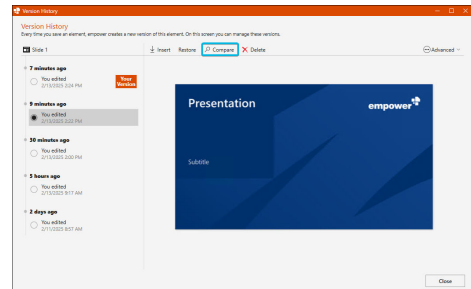 Version History
Version History
Every time you save an element, empower creates a new version of this element. On this screen you can manage these versions.
Slide 1
Insert Restore Compare Delete Advanced
7 minutes ago
You edited
2/13/2025 2:24 PM
Your
Version
9 minutes ago
You edited
2/13/2025 2:22 PM
30 minutes ago
You edited
2/13/2025 2:00 PM
5 hours ago
You edited
2/13/2025 9:17 AM
2 days ago
You edited
2/11/2025 8:57 AM
Presentation
empower
Subtitle
Close